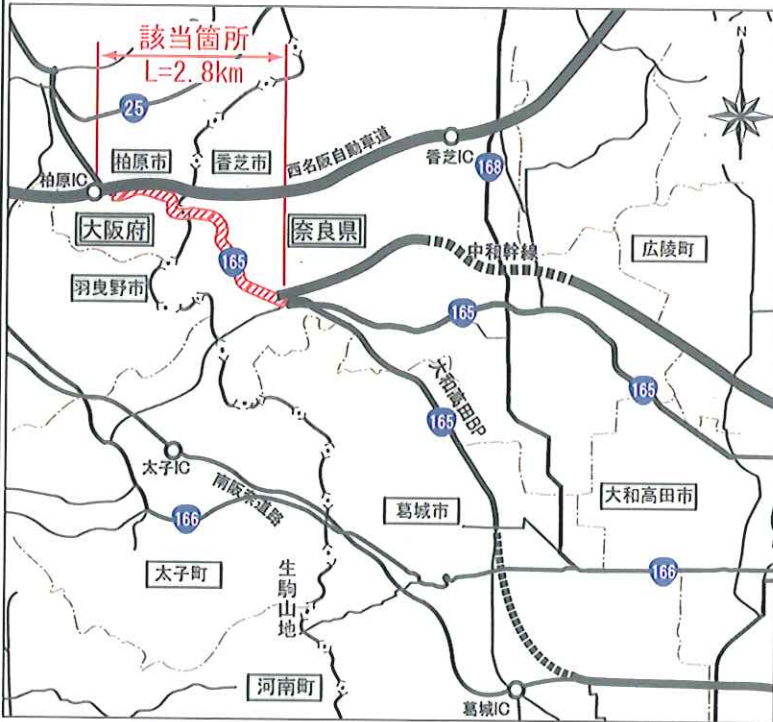 該当箇所
L=2.8km
N
25
柏原市
香芝市
西名阪自動車道
香芝IC
168
柏原IC
大阪府
奈良県
165
中和幹線
広陵町
羽曳野市
165
大和高田BP
165
165
太子IC
南阪奈道路
166
葛城市
大和高田市
太子町
生駒山地
166
河南町
葛城IC